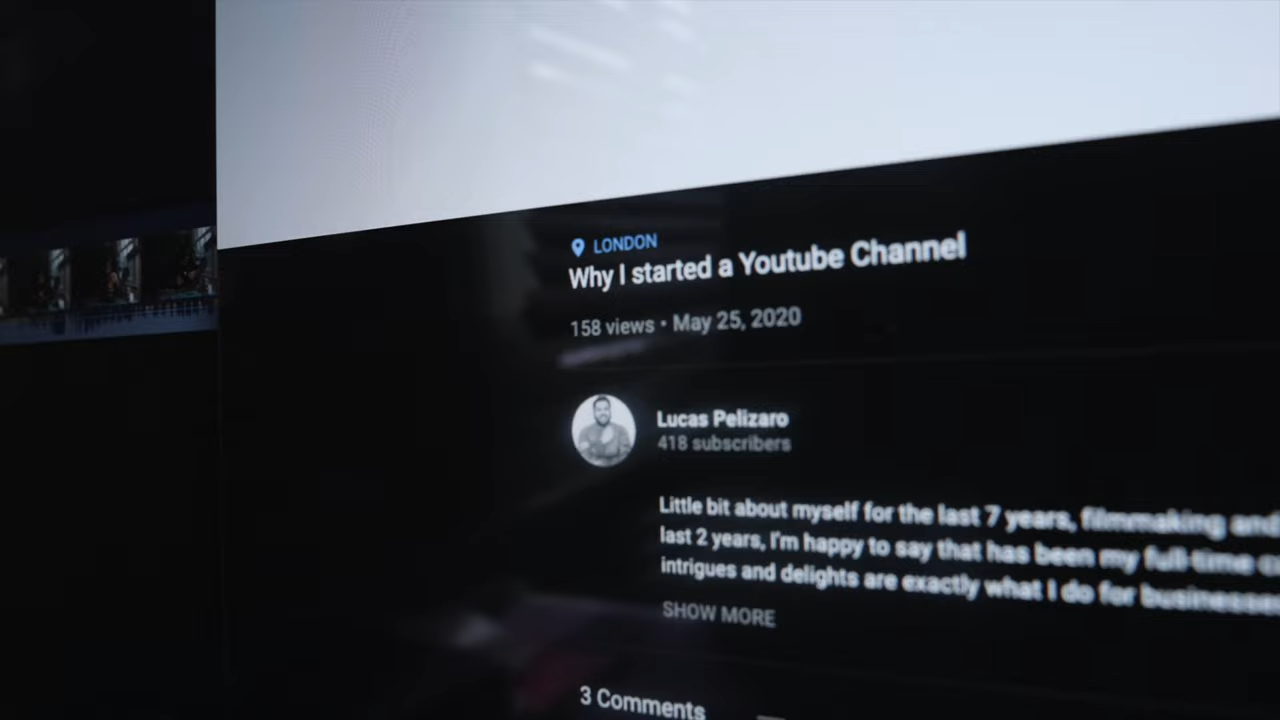 LONDON
Why I started a Youtube Channel
158 views • May 25, 2020
Lucas Pelizaro
418 subscribers
Little bit about myself for the last 7 years, filmmaking and
last 2 years, I'm happy to say that has been my full-time
intrigues and delights are exactly what I do for businesses
SHOW MORE
3 Comments